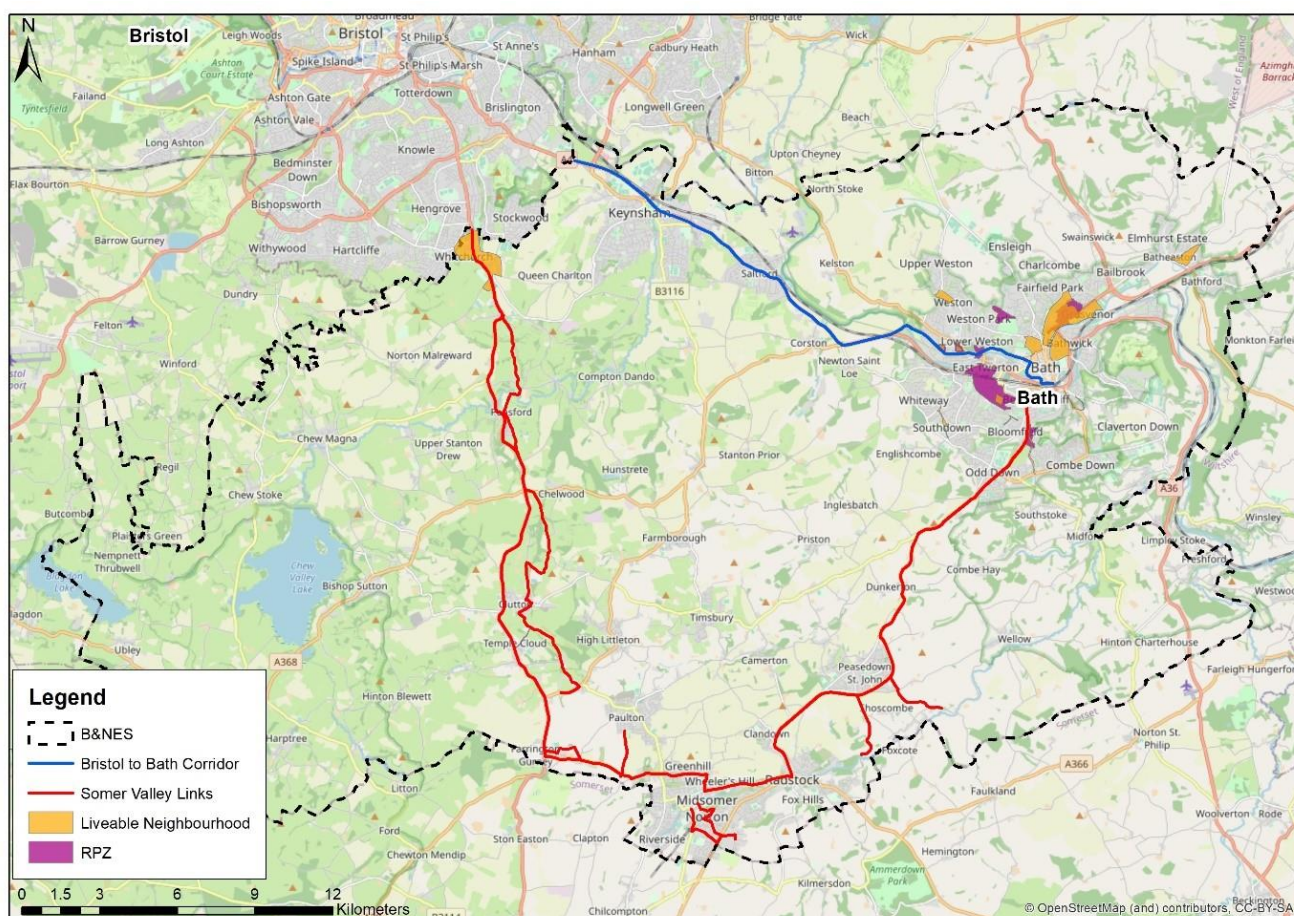 N
Bristol
Leigh Woods
Bristol
St Philip's
St Anne's
Hanham
Cadbury Heath
Bridge Yate
Wick
Ashton Court Estate
Spike Island
St Philip's Marsh
Failand
Ashton Gate
Totterdown
Brislington
Longwell Green
Tyntesfield
Ashton Vale
Beach
West of England
Long Ashton
Knowle
Bedminster Down
Upton Cheyney
Bitton
North Stoke
Flax Bourton
Bishopsworth
Hengrove
Stockwood
Keynsham
Swainswick
Elmhurst Estate
Ensleigh
Barrow Gurney
Withywood
Hartcliffe
Whitchurch
Queen Charlton
Kelston
Upper Weston
Charlcombe
Batheaston
Bailbrook
Bathford
Saltford
Fairfield Park
Dundry
B3116
Weston
Weston Park
Felton
Winford
Norton Malreward
Corston
Lower Weston
Bathwick
Newton Saint Loe
East Twerton
Bath
Compton Dando
Whiteway
Bath
Chew Magna
Upper Stanton Drew
Southdown
Bloomfield
Claverton Down
Regil
Hunstrete
Stanton Prior
Englishcombe
Odd Down
Combe Down
Wiltshire
Chew Stoke
Chelwood
A36
Butcombe
Inglesbatch
Southstoke
Winsley
Nempnett Thrubwell
Farmborough
Priston
Limpley Stoke
Chew Valley Lake
Combe Hay
Freshford
Bishop Sutton
Dunkerton
Timsbury
Ubley
Temple Cloud
High Littleton
Wellow
Hinton Charterhouse
A368
Camerton
Peasedown St. John
Hinton Blewett
Shoscombe
Somerset
Paulton
Norton St. Philip
Clandown
Foxcote
Litton
Greenhill
Wheeler's Hill
Radstock
A366
Somerset
Fox Hills
Faulkland
Midsomer Norton
Ford
Ston Easton
Clapton
Riverside
Woolverton
Rode
Chewton Mendip
Hemington
Kilmersdon
Ammerdown Park
Chilcompton
Beckington
Legend
B&NES
Bristol to Bath Corridor
Somer Valley Links
Liveable Neighbourhood
RPZ
0 1.5 3 6 9 12
Kilometers
© OpenStreetMap (and) contributors, CC-BY-SA